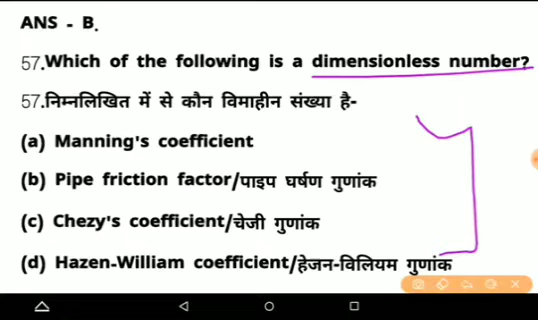 ANS - B.
57.Which of the following is a dimensionless number?
57.निम्नलिखित में से कौन विमाहीन संख्या है-
(a) Manning's coefficient
(b) Pipe friction factor/पाइप घर्षण गुणांक
(c) Chezy's coefficient/चेजी गुणांक
(d) Hazen-William coefficient/हेजन-विलियम गुणांक